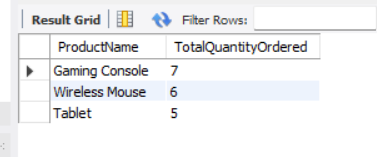 Result Grid Filter Rows:
ProductName TotalQuantityOrdered
Gaming Console 7
Wireless Mouse 6
Tablet 5